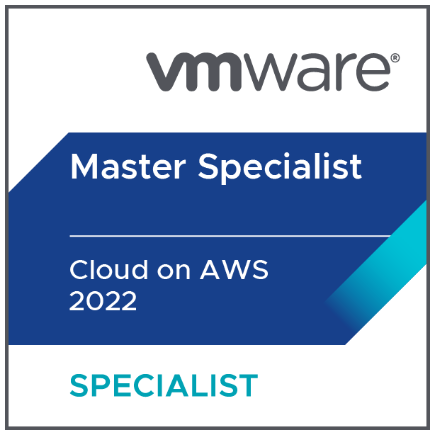 vmware®
Master Specialist
Cloud on AWS
2022
SPECIALIST